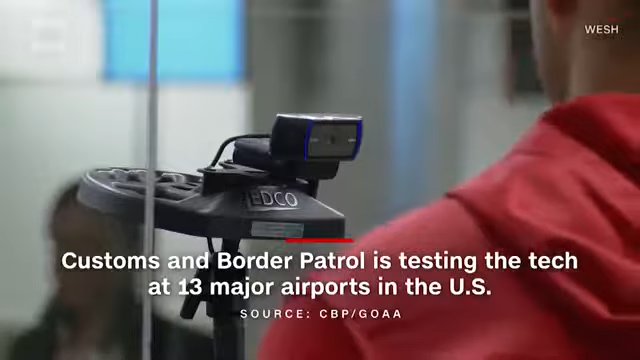 WESH
EDCO
Customs and Border Patrol is testing the tech
at 13 major airports in the U.S.
SOURCE: CBP/GOAA